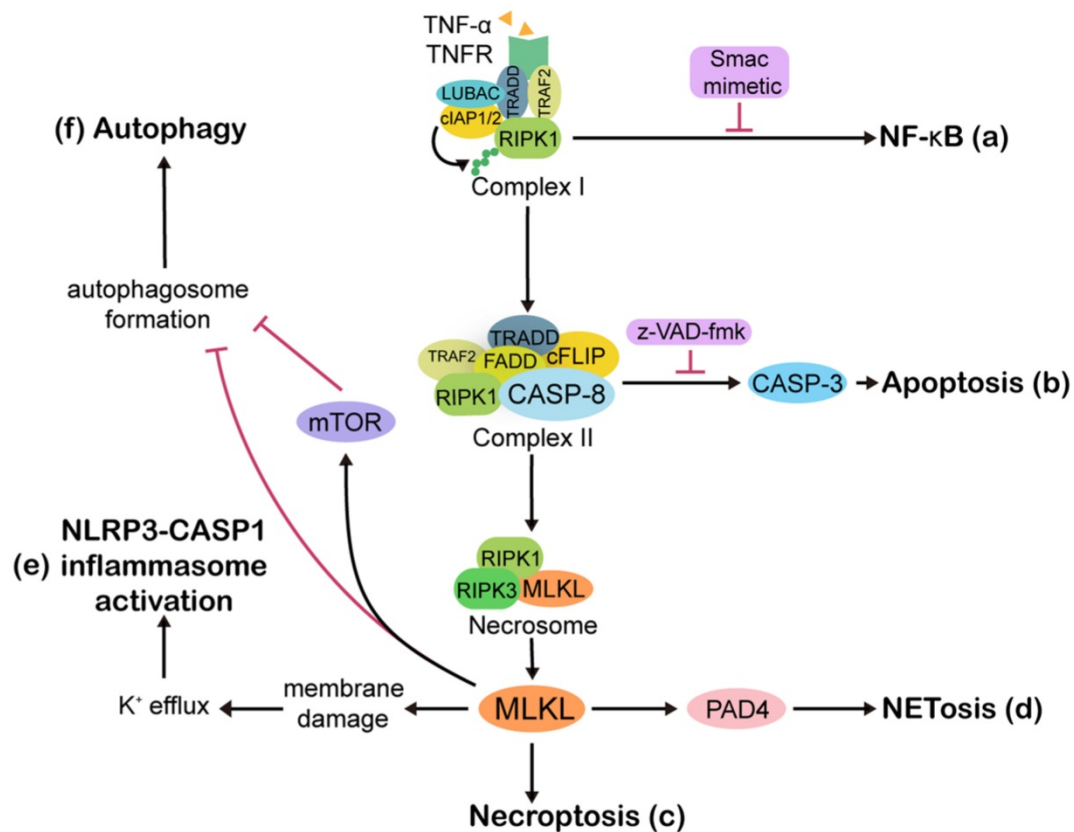 TNF-α
TNFR
LUBAC
TRADD
TRAF2
cIAP1/2
RIPK1
Complex I
Smac
mimetic
NF-κB (a)
(f) Autophagy
autophagosome
formation
TRADD
TRAF2
FADD
cFLIP
RIPK1
CASP-8
Complex II
z-VAD-fmk
CASP-3
Apoptosis (b)
mTOR
NLRP3-CASP1
(e) inflammasome
activation
RIPK1
RIPK3
MLKL
Necrosome
K⁺ efflux
membrane
damage
MLKL
PAD4
NETosis (d)
Necroptosis (c)